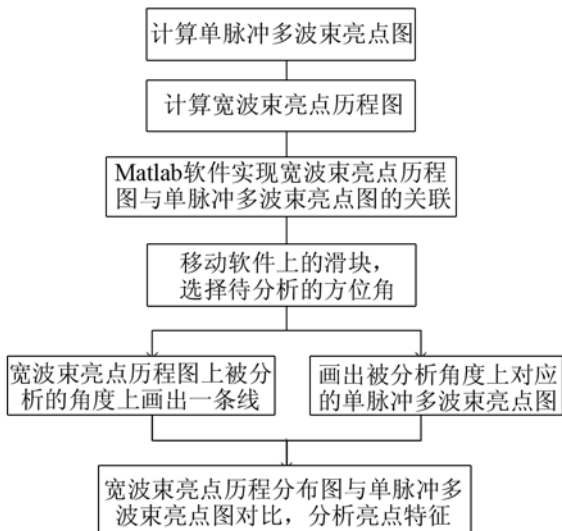 计算单脉冲多波束亮点图
计算宽波束亮点历程图
Matlab软件实现宽波束亮点历程
图与单脉冲多波束亮点图的关联
移动软件上的滑块，
选择待分析的方位角
宽波束亮点历程图上被分
析的角度上画出一条线
画出被分析角度上对应
的单脉冲多波束亮点图
宽波束亮点历程分布图与单脉冲多
波束亮点图对比，分析亮点特征